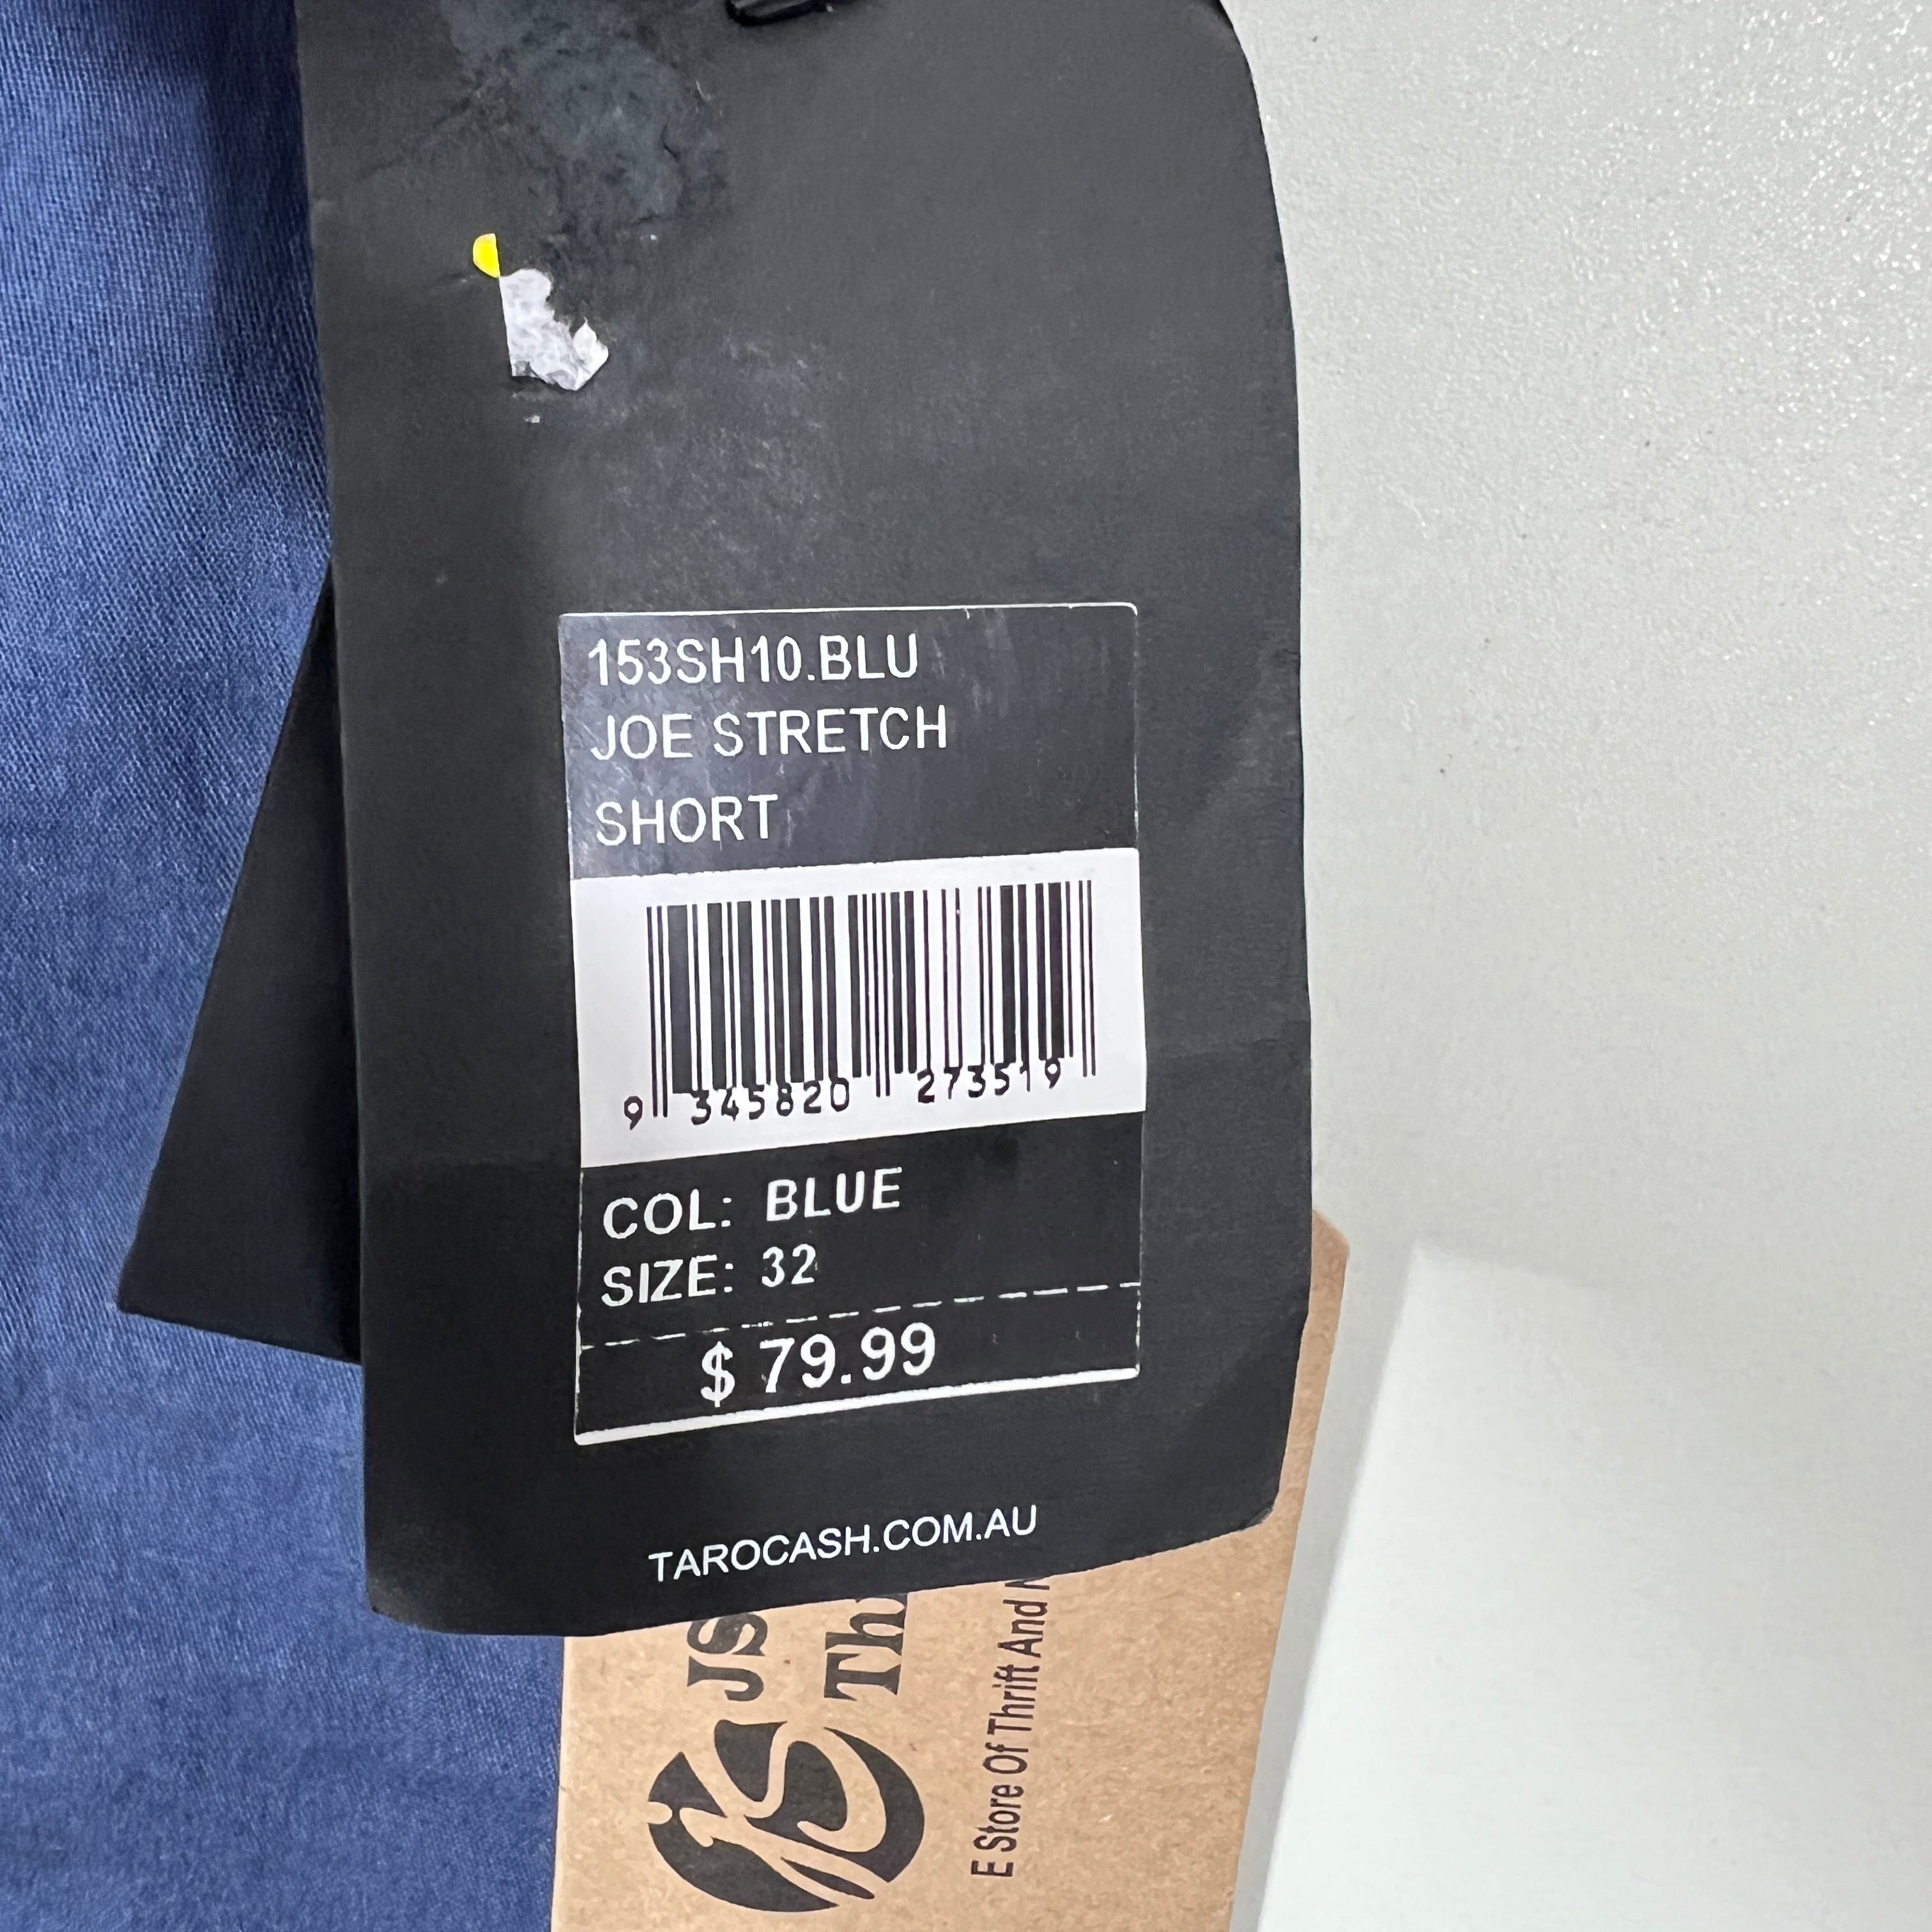 153SH10.BLU
JOE STRETCH
SHORT
9 345820 273519
COL: BLUE
SIZE: 32
$ 79.99
TAROCASH.COM.AU
JS
E Store Of Thrift And